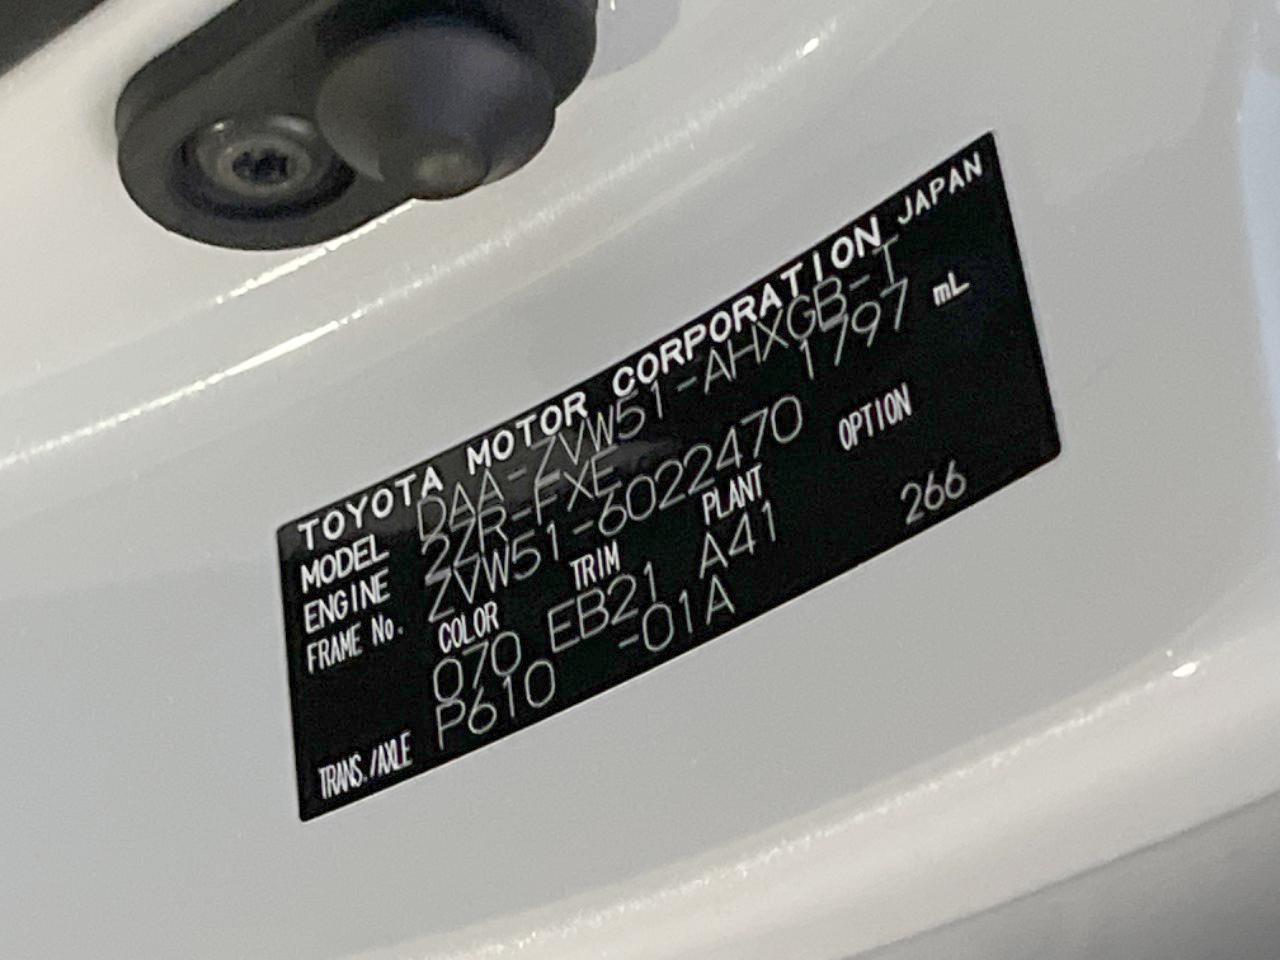 TOYOTA MOTOR CORPORATION JAPAN
MODEL DAA-ZVW51-AHXGB-T
ENGINE 2ZR-FXE 1797 mL
FRAME No. ZVW51-6022470
COLOR TRIM PLANT OPTION
070 EB21 A41 266
TRANS./AXLE P610 -01A